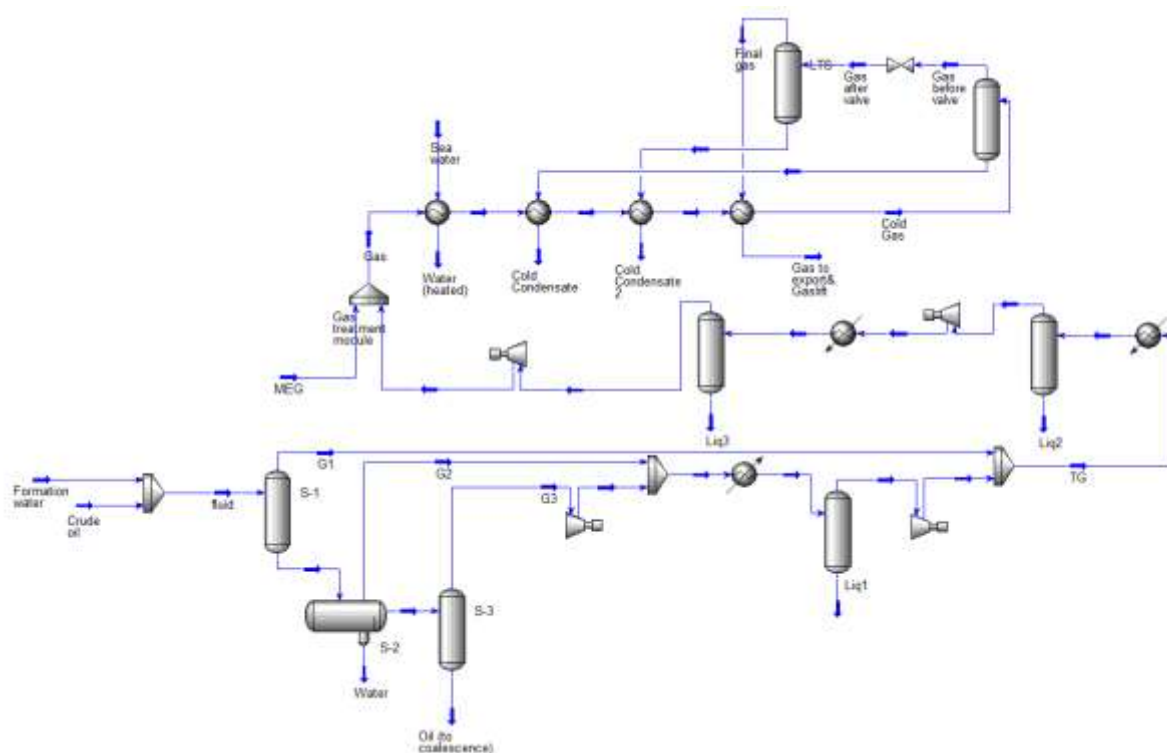 Final
gas
LTS
Gas
after
valve
Gas
before
valve
Sea
water
Gas
Water
(heated)
Cold
Condensate
Cold
Condensate
2
Cold
Gas
Gas to
export&
Gaslift
Gas
treatment
module
MEG
Liq3
Liq2
Formation
water
Crude
oil
fluid
G1
S-1
G2
G3
TG
S-2
S-3
Liq1
Water
Oil (to
coalescence)